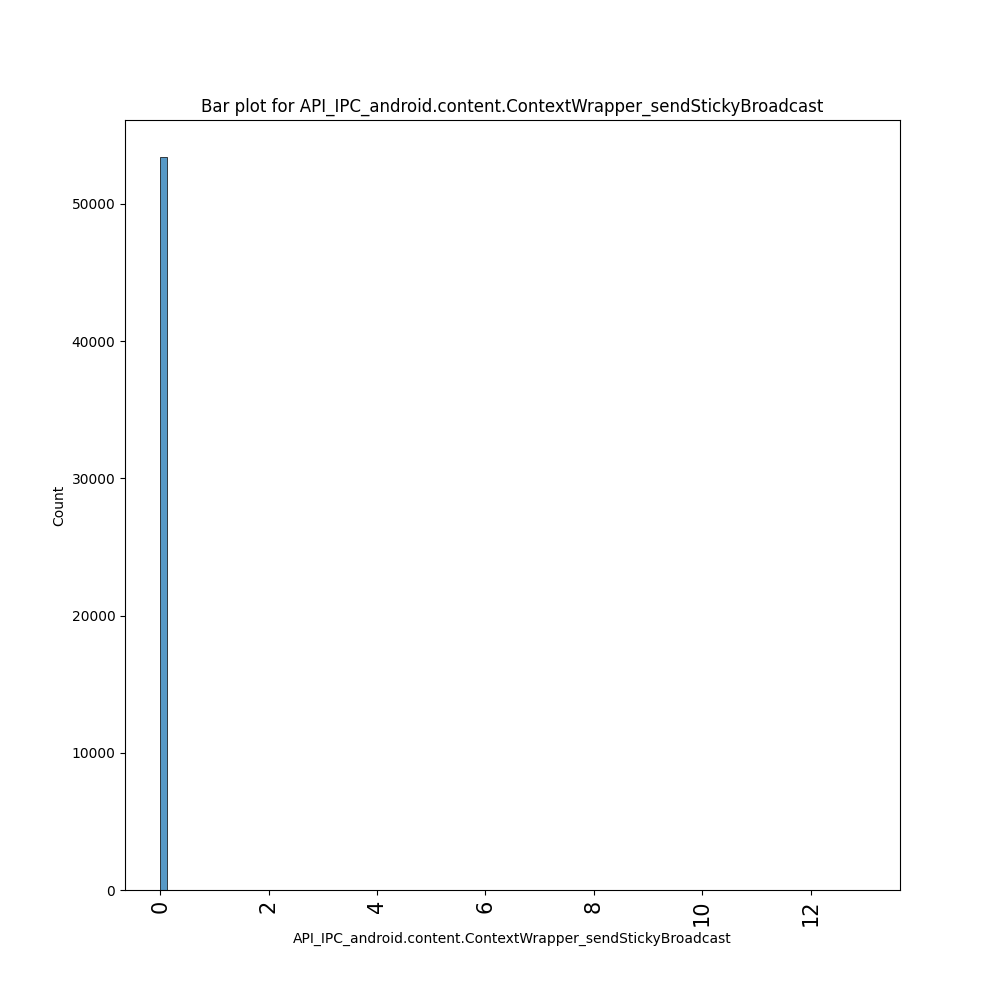 Bar plot for API_IPC_android.content.ContextWrapper_sendStickyBroadcast
50000
40000
30000
20000
10000
0
Count
0 2 4 6 8 10 12
API_IPC_android.content.ContextWrapper_sendStickyBroadcast